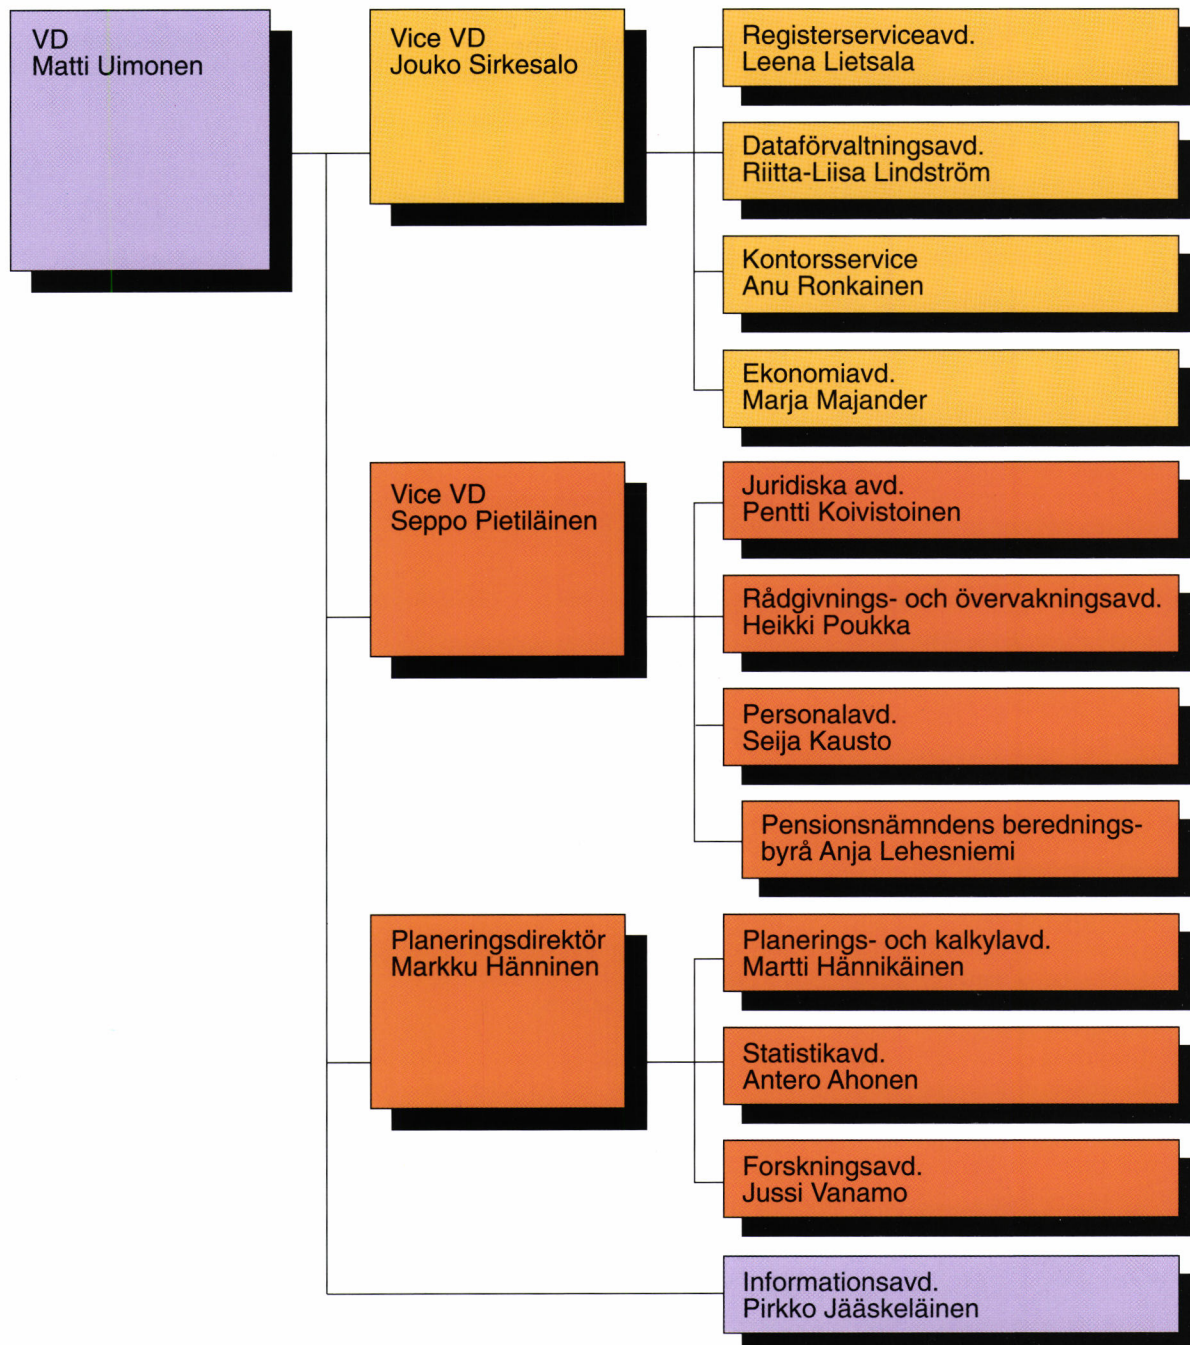 VD
Matti Uimonen
Vice VD
Jouko Sirkesalo
Registerserviceavd.
Leena Lietsala
Dataförvaltningsavd.
Riitta-Liisa Lindström
Kontorsservice
Anu Ronkainen
Ekonomiavd.
Marja Majander
Vice VD
Seppo Pietiläinen
Juridiska avd.
Pentti Koivistoinen
Rådgivnings- och övervakningsavd.
Heikki Poukka
Personalavd.
Seija Kausto
Pensionsnämndens berednings-
byrå Anja Lehesniemi
Planeringsdirektör
Markku Hänninen
Planerings- och kalkylavd.
Martti Hännikäinen
Statistikavd.
Antero Ahonen
Forskningsavd.
Jussi Vanamo
Informationsavd.
Pirkko Jääskeläinen